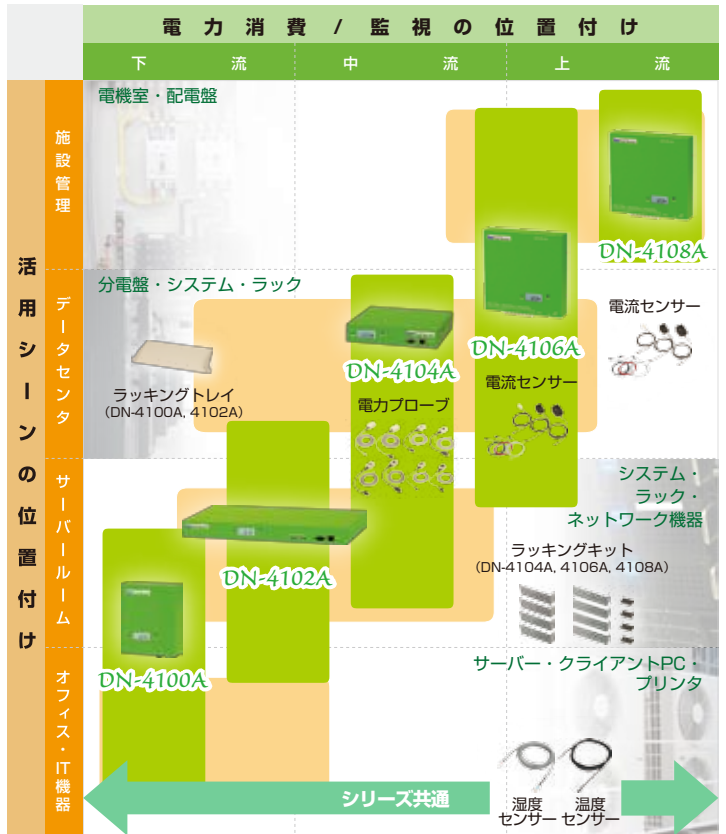 電力消費/監視の位置付け
下流
中流
上流
活用シーンの位置付け
施設管理
電機室・配電盤
DN-4108A
データセンタ
分電盤・システム・ラック
ラッキングトレイ
(DN-4100A, 4102A)
DN-4104A
電力プローブ
DN-4106A
電流センサー
電流センサー
サーバールーム
DN-4102A
システム・
ラック・
ネットワーク機器
ラッキングキット
(DN-4104A, 4106A, 4108A)
DN-4100A
オフィス・IT機器
サーバー・クライアントPC・
プリンタ
シリーズ共通
湿度
センサー
温度
センサー